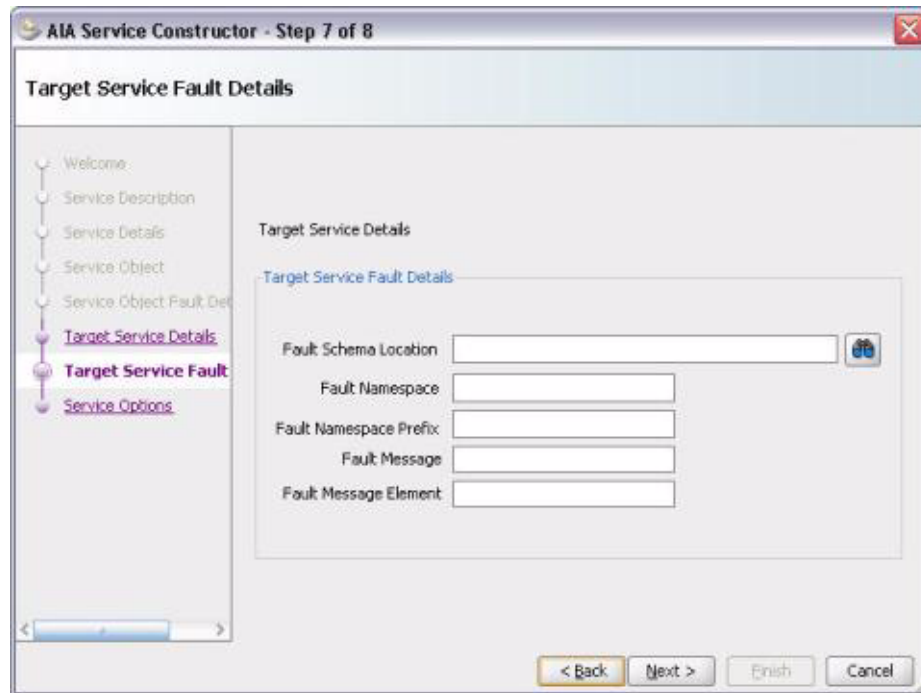 AIA Service Constructor - Step 7 of 8
Target Service Fault Details
Welcome
Service Description
Service Details
Service Object
Service Object Fault Det
Target Service Details
Target Service Fault
Service Options
Target Service Details
Target Service Fault Details
Fault Schema Location
Fault Namespace
Fault Namespace Prefix
Fault Message
Fault Message Element
< Back
Next >
Finish
Cancel